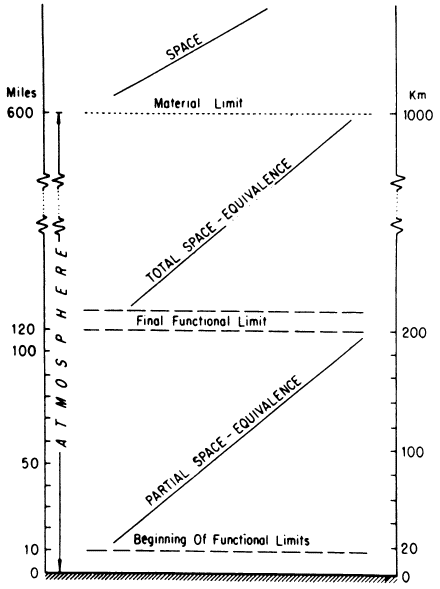 SPACE
Miles
Km
Material Limit
600
1000
TOTAL SPACE - EQUIVALENCE
ATMOSPHERE
Final Functional Limit
120
200
100
PARTIAL SPACE - EQUIVALENCE
100
50
Beginning Of Functional Limits
10
20
0
0